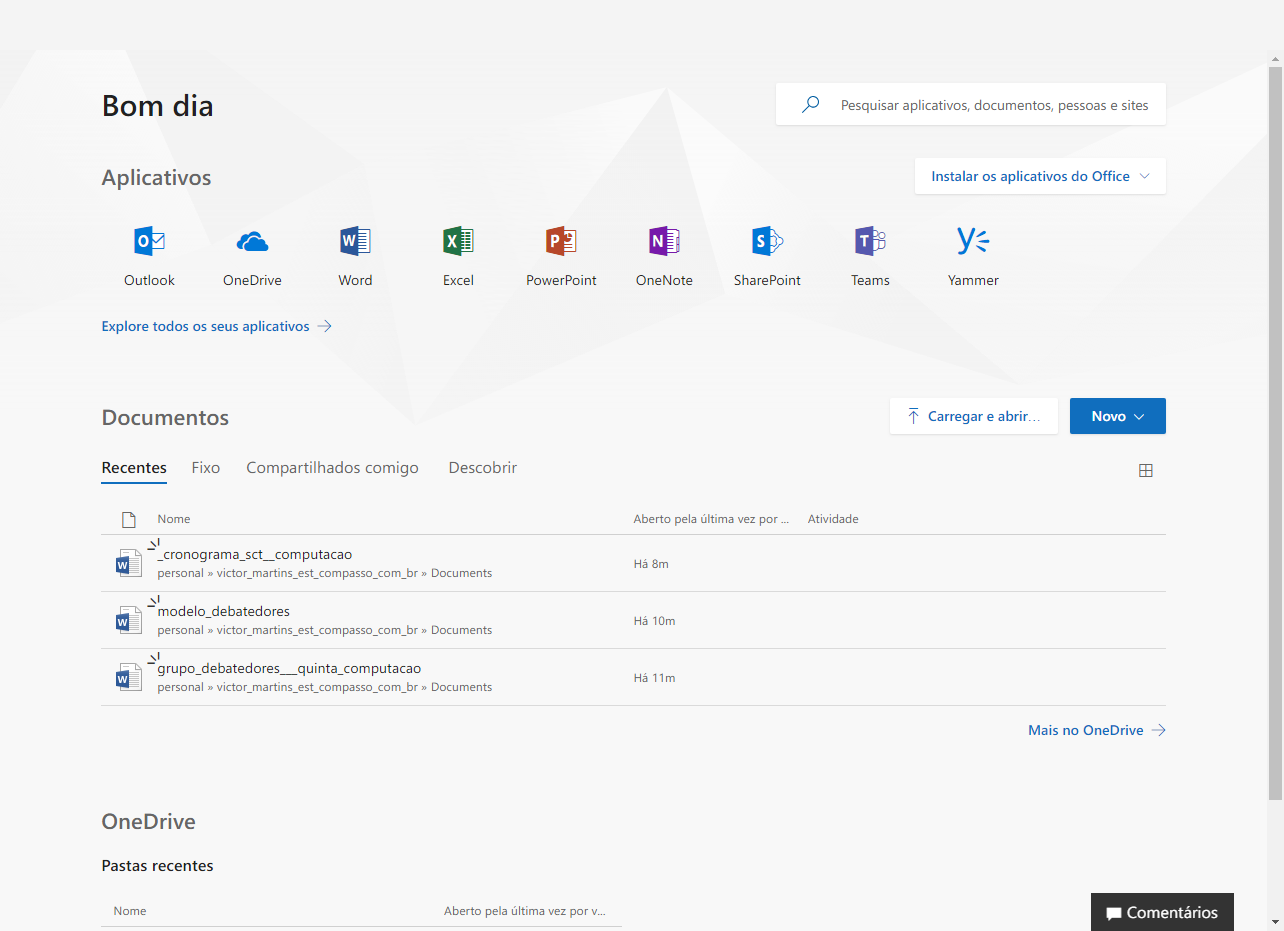 Bom dia
Pesquisar aplicativos, documentos, pessoas e sites
Aplicativos
Instalar os aplicativos do Office
Outlook OneDrive Word Excel PowerPoint OneNote SharePoint Teams Yammer
Explore todos os seus aplicativos
Documentos
Carregar e abrir...
Novo
Recentes Fixo Compartilhados comigo Descobrir
Nome Aberto pela última vez por ... Atividade
_cronograma_sct__computacao
personal » victor_martins_est_compasso_com_br » Documents
Há 8m
modelo_debatedores
personal » victor_martins_est_compasso_com_br » Documents
Há 10m
grupo_debatedores___quinta_computacao
personal » victor_martins_est_compasso_com_br » Documents
Há 11m
Mais no OneDrive
OneDrive
Pastas recentes
Nome Aberto pela última vez por v...
Comentários